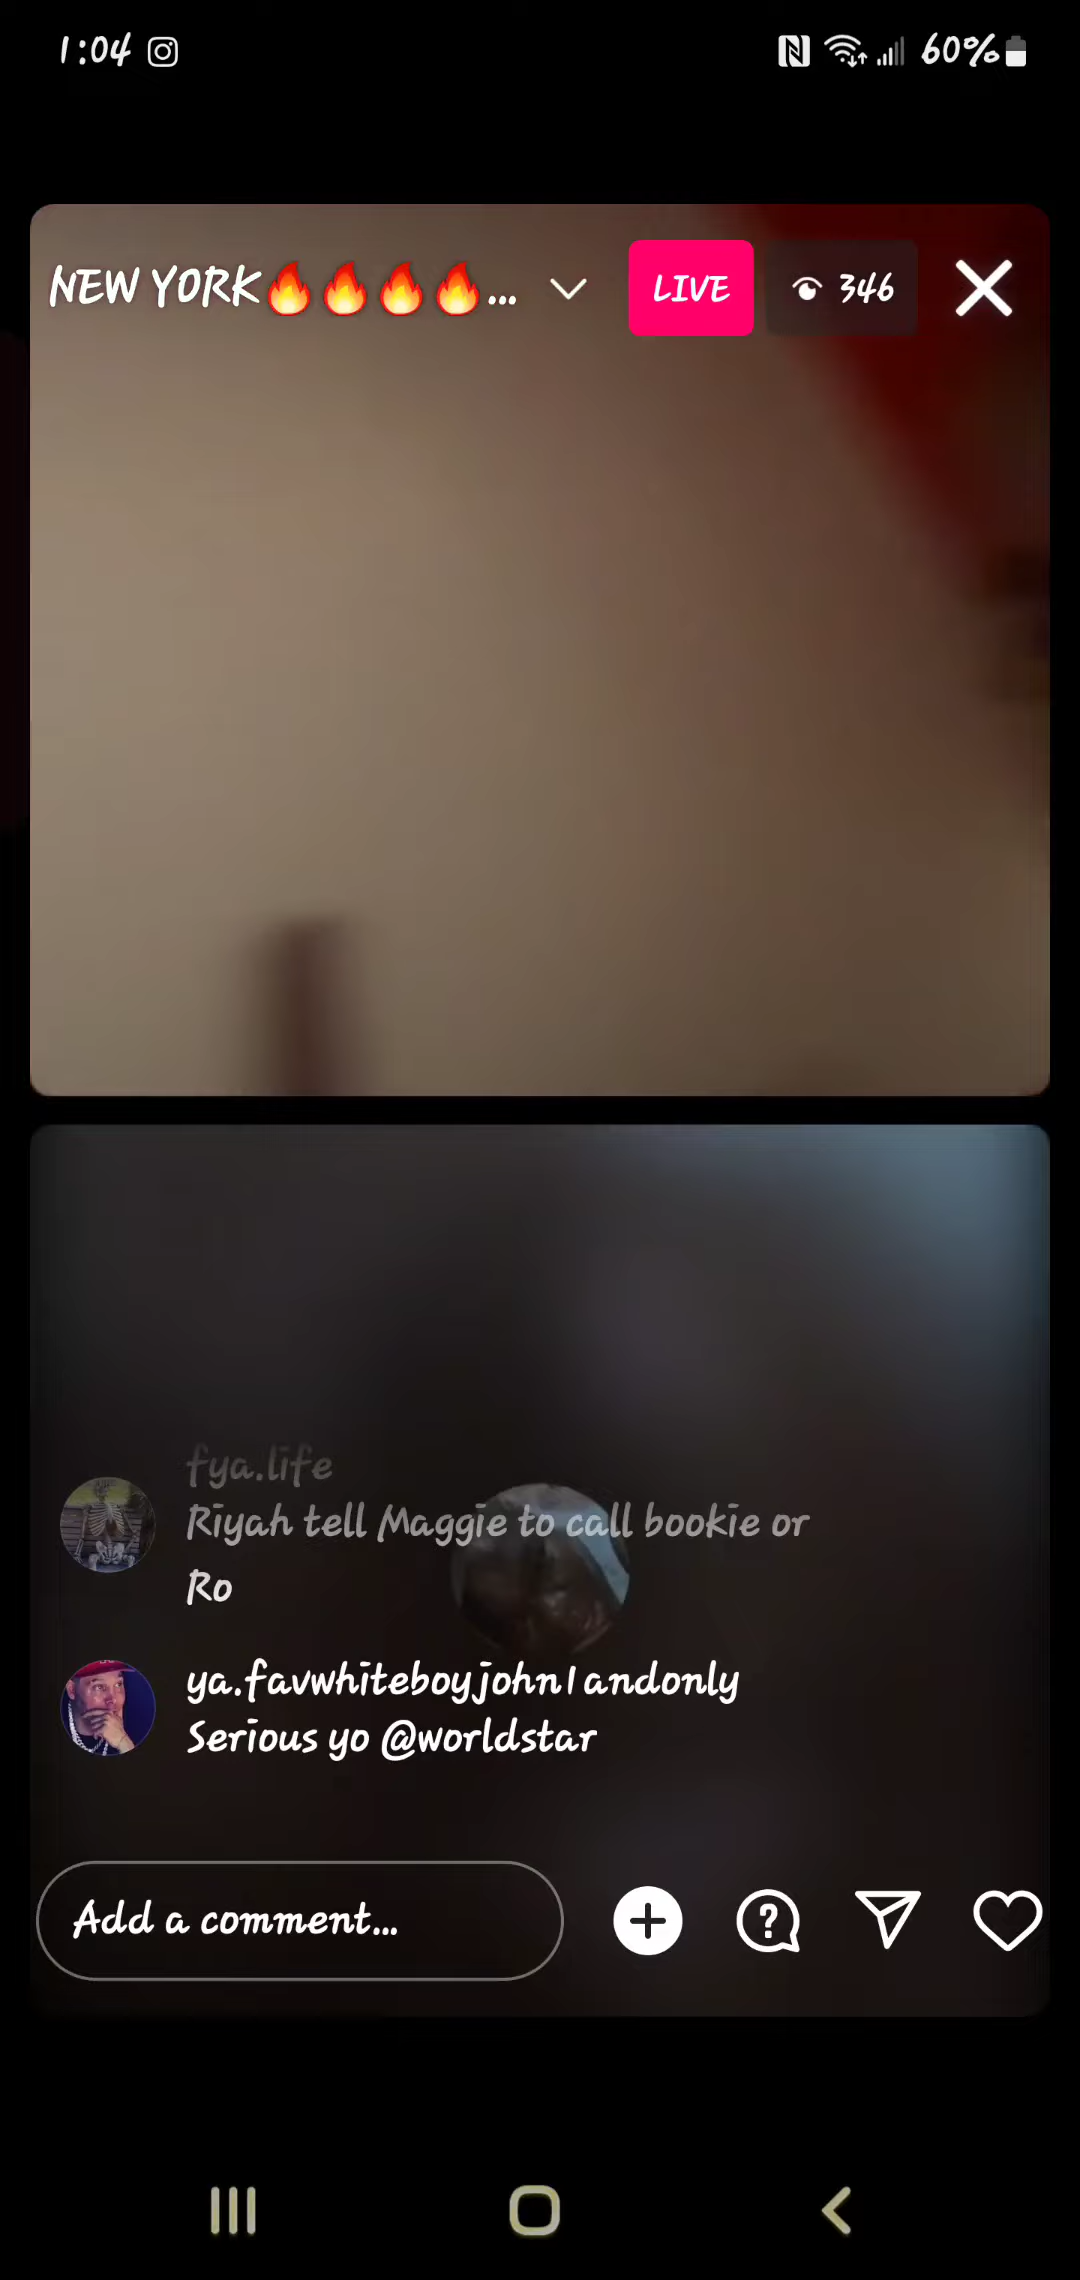 1:04 60%
NEW YORK🔥🔥🔥🔥... LIVE 346
fya.life
Riyah tell Maggie to call bookie or
Ro
ya.favwhiteboyjohn1andonly
Serious yo @worldstar
Add a comment...